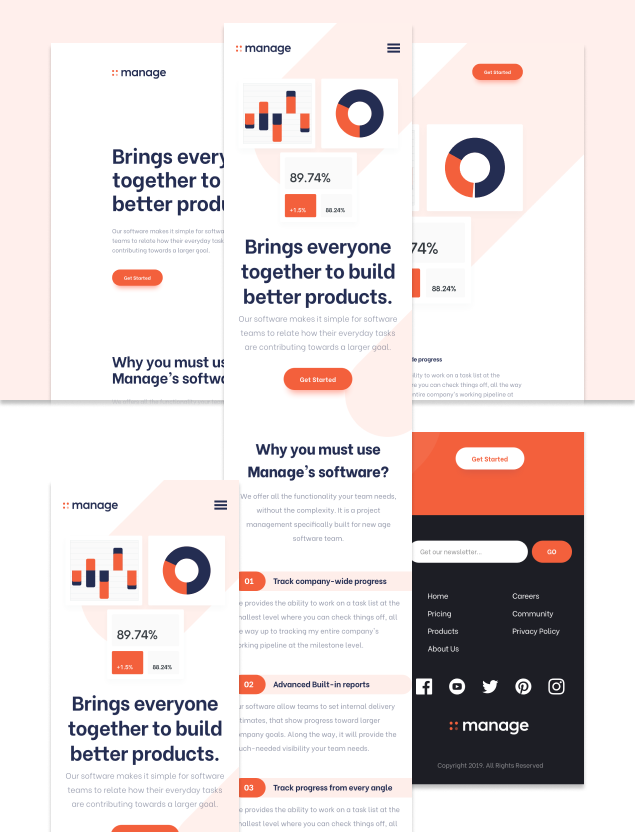 manage
Brings every
together to
better produ
Our software makes it simple for softwa
teams to relate how their everyday task
contributing towards a larger goal.
Get Started
Why you must us
Manage's softwa
manage
89.74%
+1.5%
88.24%
Brings everyone
together to build
better products.
Our software makes it simple for software
teams to relate how their everyday tasks
are contributing towards a larger goal.
Get Started
Why you must use
Manage's software?
We offer all the functionality your team needs,
without the complexity. It is a project
management specifically built for new age
software team.
01 Track company-wide progress
e provides the ability to work on a task list at the
mallest level where you can check things off, all
e way up to tracking my entire company's
orking pipeline at the milestone level.
02 Advanced Built-in reports
ur software allow teams to set internal delivery
timates, that show progress toward larger
mpany goals. Along the way, it will provide the
uch-needed visibility your team needs.
03 Track progress from every angle
e provides the ability to work on a task list at the
mallest level where you can check things off, all
Get Started
74%
88.24%
de progress
ility to work on a task list at the
re you can check things off, all the way
entire company's working pipeline at
manage
89.74%
+1.5%
88.24%
Brings everyone
together to build
better products.
Our software makes it simple for software
teams to relate how their everyday tasks
are contributing towards a larger goal.
Get Started
Get our newsletter...
GO
Home
Careers
Pricing
Community
Products
Privacy Policy
About Us
manage
Copyright 2019. All Rights Reserved